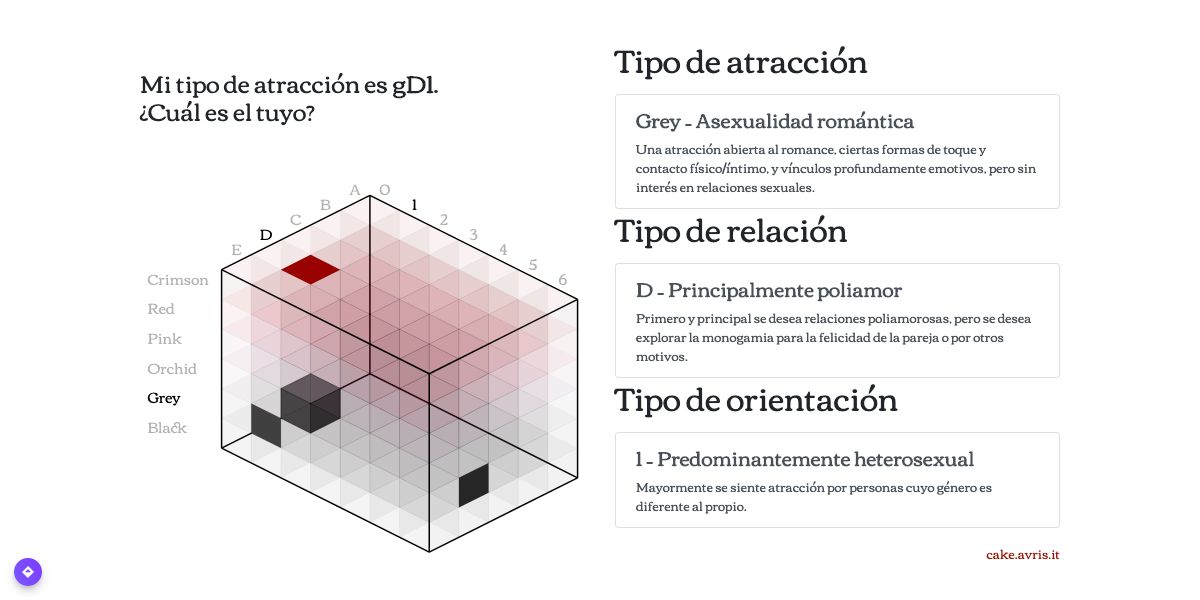 Mi tipo de atracción es gD1.
¿Cuál es el tuyo?
A
O
B
1
C
2
D
3
E
4
5
6
Crimson
Red
Pink
Orchid
Grey
Black
Tipo de atracción
Grey - Asexualidad romántica
Una atracción abierta al romance, ciertas formas de toque y
contacto físico/íntimo, y vínculos profundamente emotivos, pero sin
interés en relaciones sexuales.
Tipo de relación
D - Principalmente poliamor
Primero y principal se desea relaciones poliamorosas, pero se desea
explorar la monogamia para la felicidad de la pareja o por otros
motivos.
Tipo de orientación
1 - Predominantemente heterosexual
Mayormente se siente atracción por personas cuyo género es
diferente al propio.
cake.avris.it